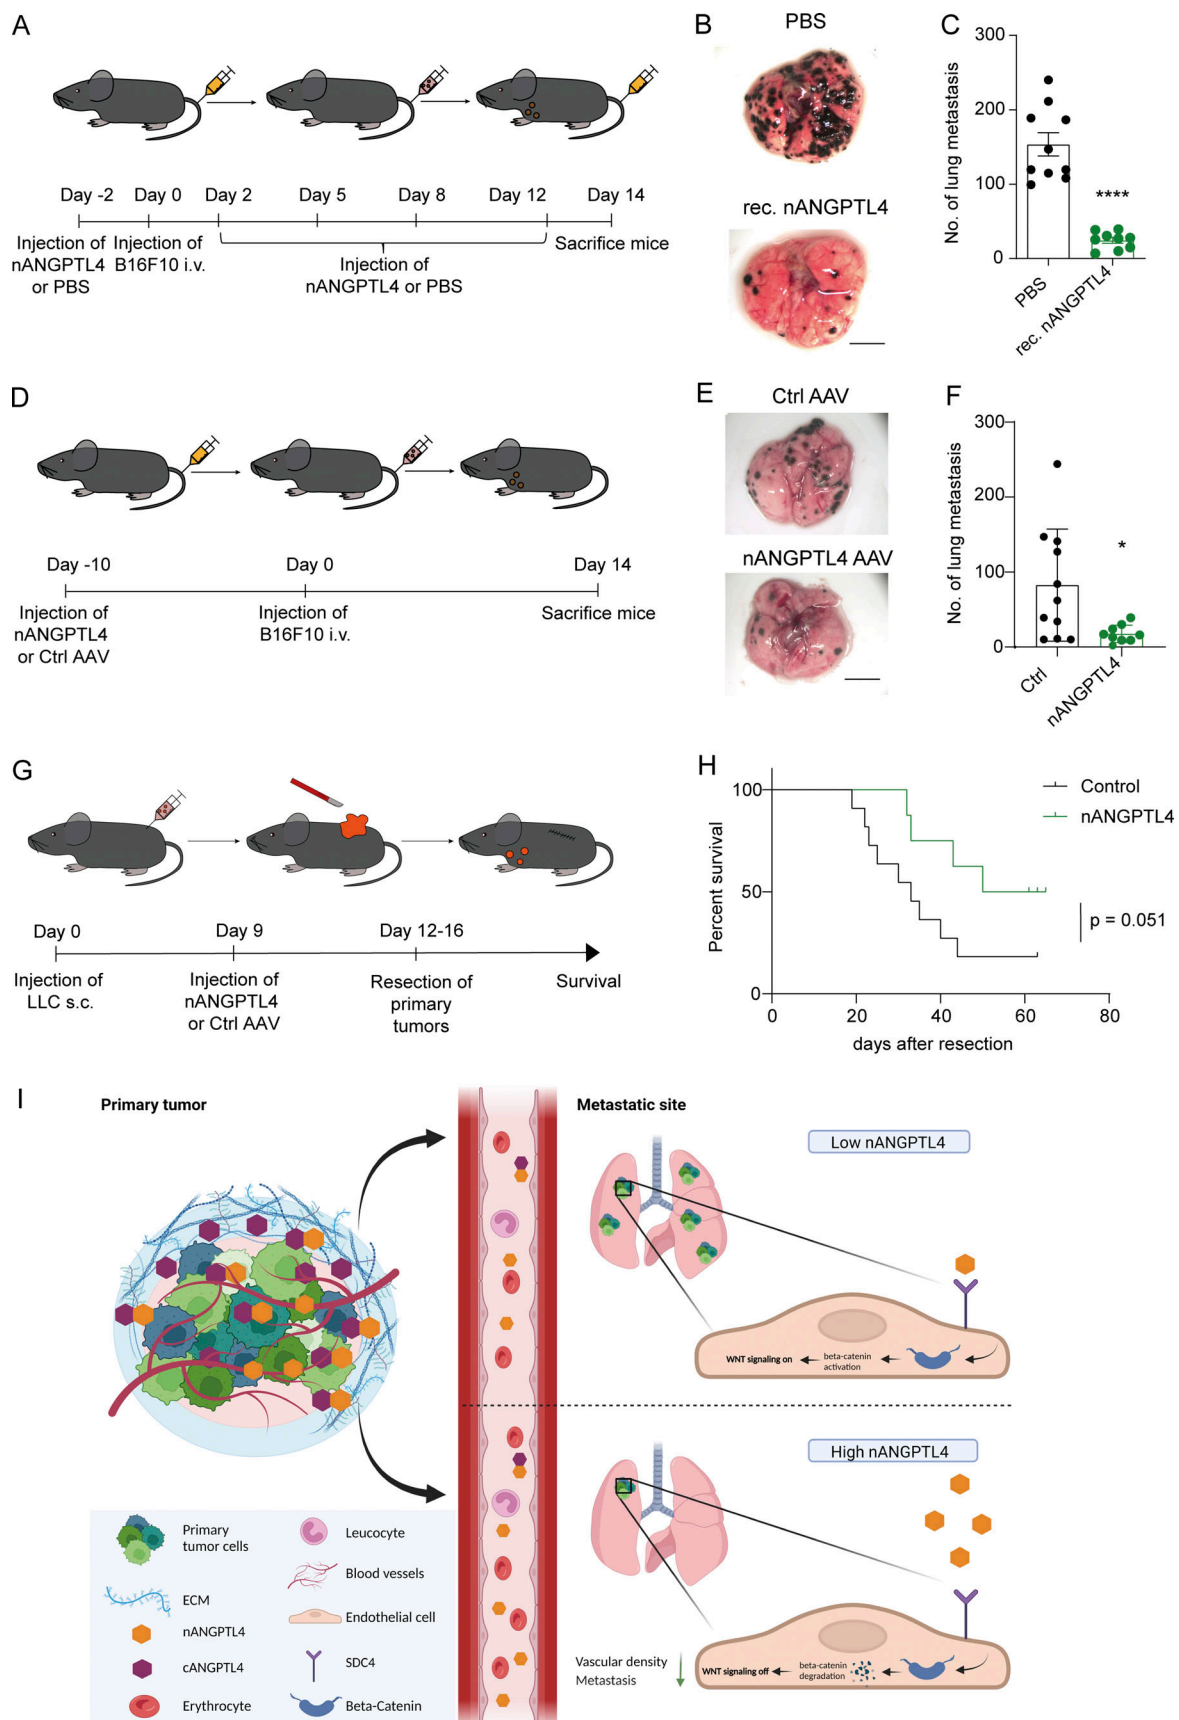 A
Day -2 Day 0 Day 2 Day 5 Day 8 Day 12 Day 14
Injection of
nANGPTL4
or PBS
Injection of
B16F10 i.v.
Injection of
nANGPTL4 or PBS
Sacrifice mice
B
PBS
rec. nANGPTL4
C
No. of lung metastasis
300
200
100
0
****
PBS
rec. nANGPTL4
D
Day -10 Day 0 Day 14
Injection of
nANGPTL4
or Ctrl AAV
Injection of
B16F10 i.v.
Sacrifice mice
E
Ctrl AAV
nANGPTL4 AAV
F
No. of lung metastasis
300
200
100
0
*
Ctrl
nANGPTL4
G
Day 0 Day 9 Day 12-16
Injection of
LLC s.c.
Injection of
nANGPTL4
or Ctrl AAV
Resection of
primary
tumors
Survival
H
Percent survival
100
50
0
0 20 40 60 80
days after resection
Control
nANGPTL4
p = 0.051
I
Primary tumor
Metastatic site
Low nANGPTL4
WNT signaling on
beta-catenin
activation
High nANGPTL4
WNT signaling off
beta-catenin
degradation
Vascular density
Metastasis
Primary
tumor cells
ECM
nANGPTL4
cANGPTL4
Erythrocyte
Leucocyte
Blood vessels
Endothelial cell
SDC4
Beta-Catenin